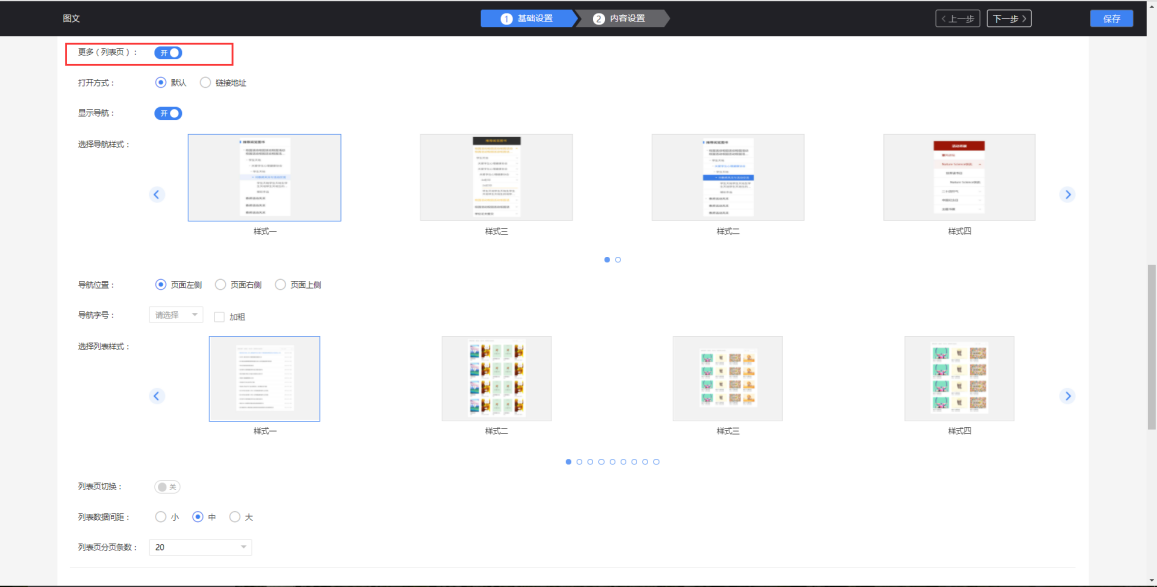 图文
1 基础设置
2 内容设置
上一步
下一步
保存
更多（列表页）： 开
打开方式： 默认 链接地址
显示导航： 开
选择导航样式：
样式一 样式三 样式二 样式四
导航位置： 页面左侧 页面右侧 页面上侧
导航字号： 请选择 加粗
选择列表样式：
样式一 样式二 样式三 样式四
列表页切换： 关
列表数据间距： 小 中 大
列表页分页条数： 20